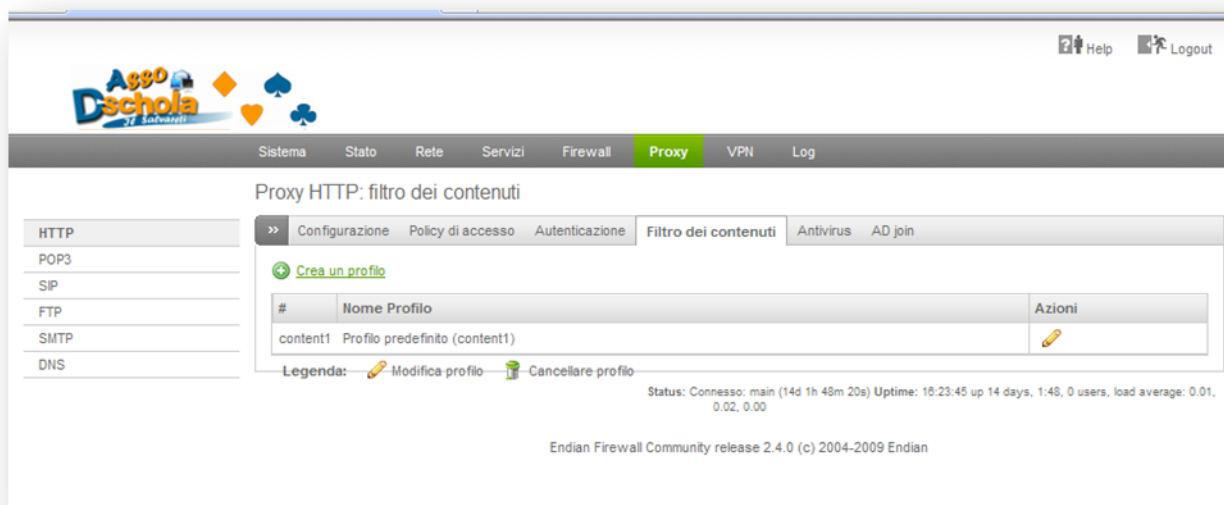 Help Logout
Asso
Dschola
Sistema Stato Rete Servizi Firewall Proxy VPN Log
Proxy HTTP: filtro dei contenuti
HTTP
POP3
SIP
FTP
SMTP
DNS
» Configurazione Policy di accesso Autenticazione Filtro dei contenuti Antivirus AD join
Crea un profilo
# Nome Profilo Azioni
content1 Profilo predefinito (content1)
Legenda: Modifica profilo Cancellare profilo
Status: Connesso: main (14d 1h 48m 20s) Uptime: 16:23:45 up 14 days, 1:48, 0 users, load average: 0.01,
0.02, 0.00
Endian Firewall Community release 2.4.0 (c) 2004-2009 Endian